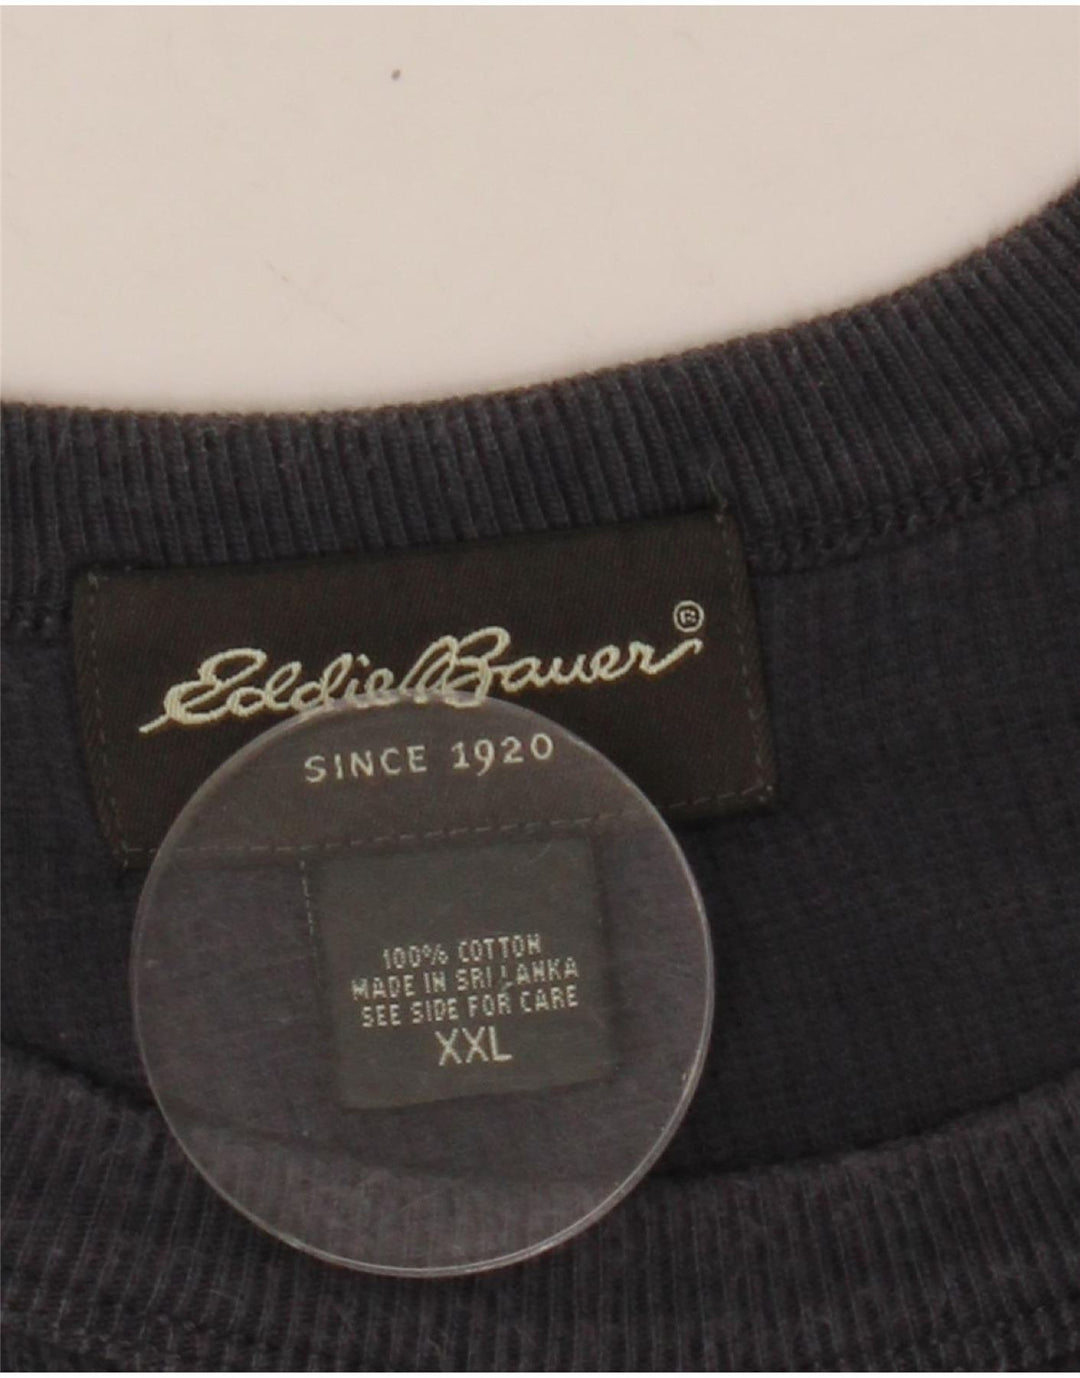 Eddie Bauer®
SINCE 1920
100% COTTON
MADE IN SRI LANKA
SEE SIDE FOR CARE
XXL